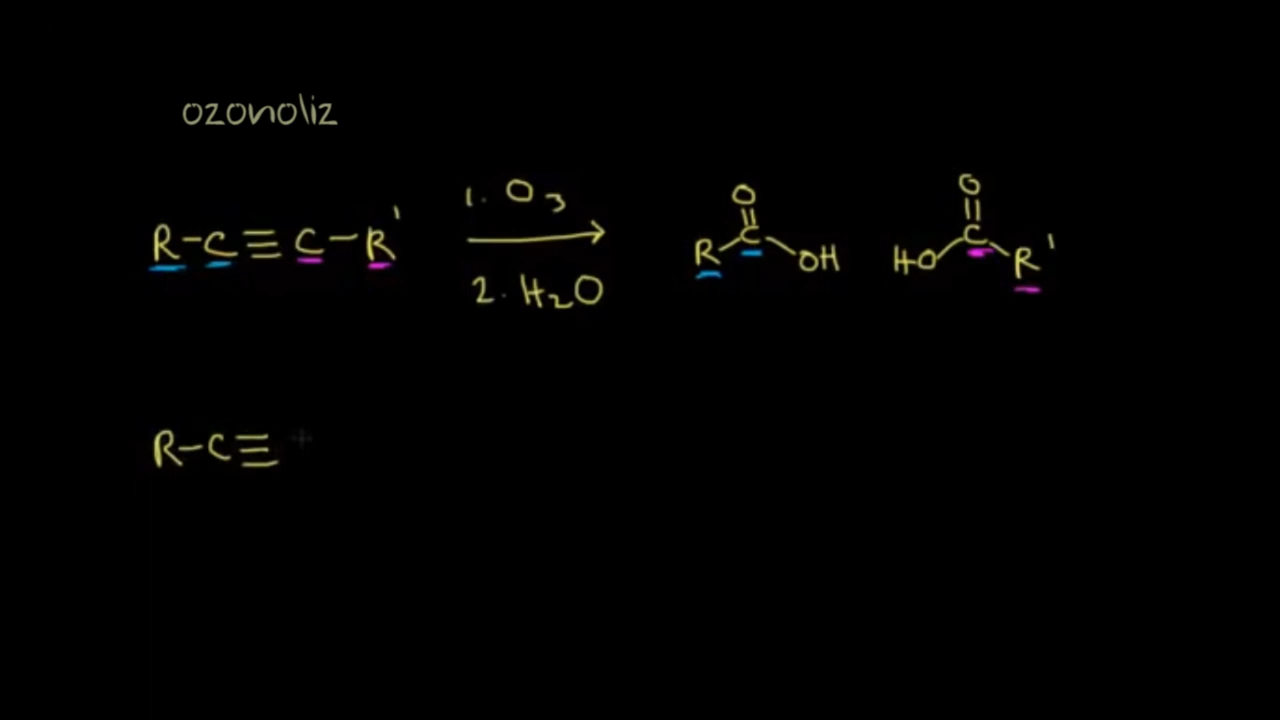 ozonoliz
R-C≡C-R' 1. O₃ 2. H₂O R C O OH HO C O R'
R-C≡